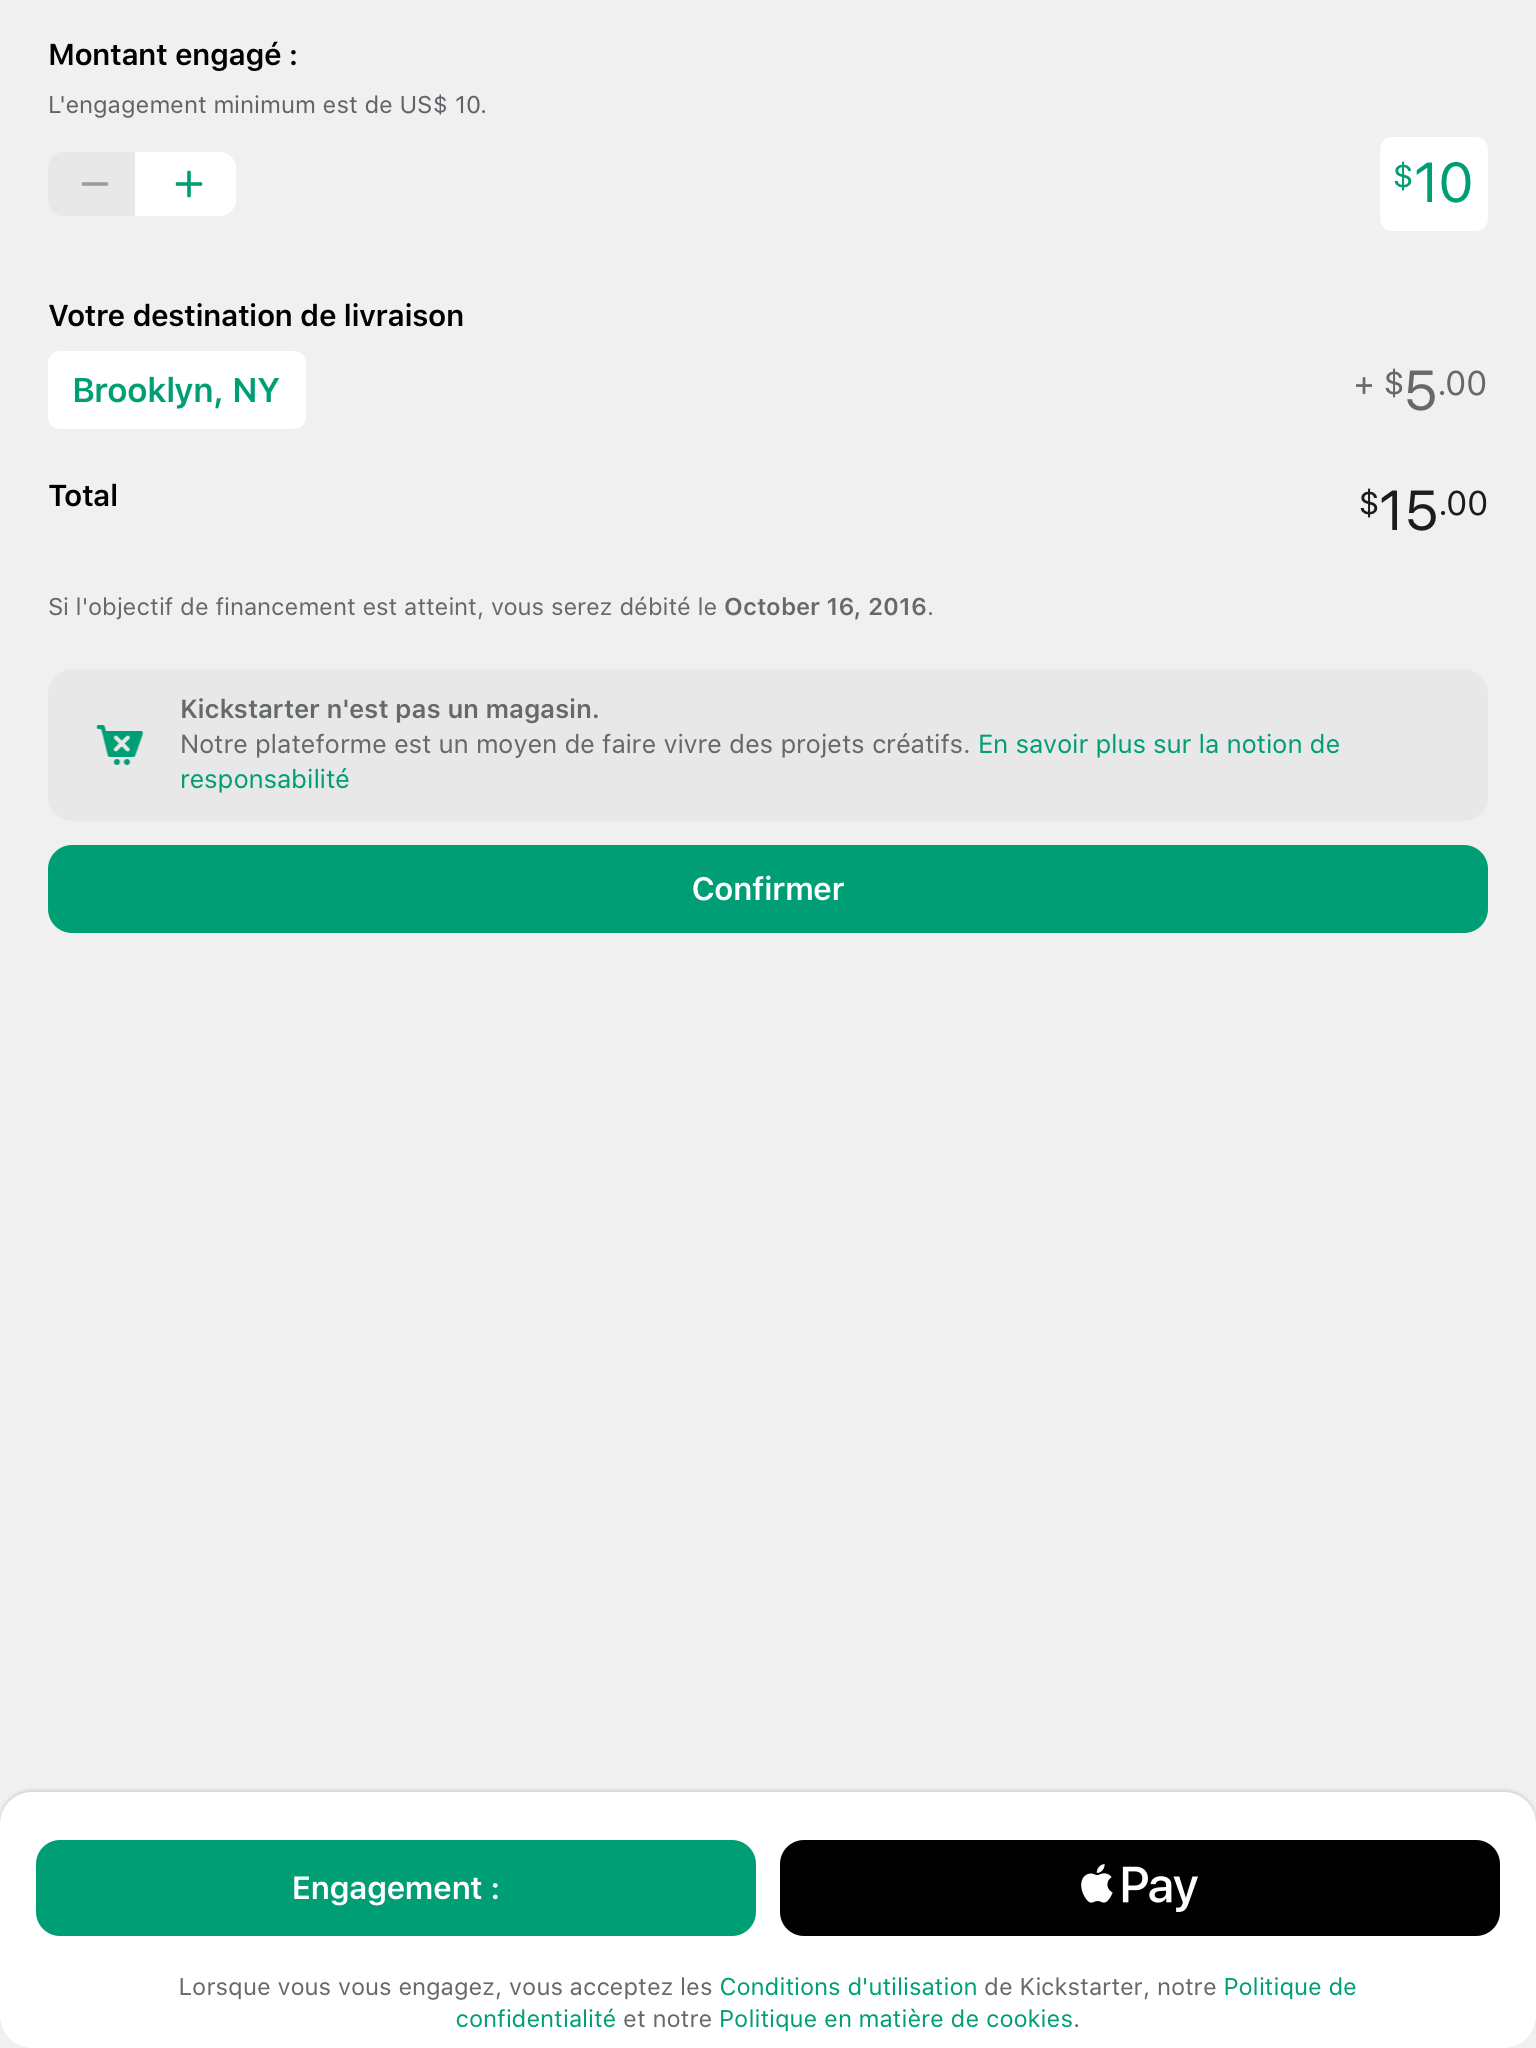 Montant engagé :
L'engagement minimum est de US$ 10.
− +
$10
Votre destination de livraison
Brooklyn, NY
+ $5.00
Total
$15.00
Si l'objectif de financement est atteint, vous serez débité le October 16, 2016.
Kickstarter n'est pas un magasin.
Notre plateforme est un moyen de faire vivre des projets créatifs. En savoir plus sur la notion de
responsabilité
Confirmer
Engagement :
Pay
Lorsque vous vous engagez, vous acceptez les Conditions d'utilisation de Kickstarter, notre Politique de
confidentialité et notre Politique en matière de cookies.